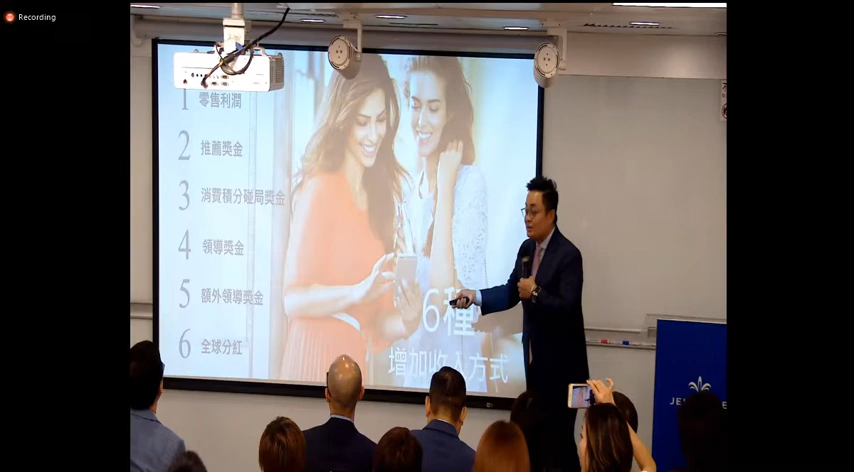 Recording
1 零售利潤
2 推薦獎金
3 消費積分碰局獎金
4 領導獎金
5 額外領導獎金
6 全球分紅
6種
增加收入方式